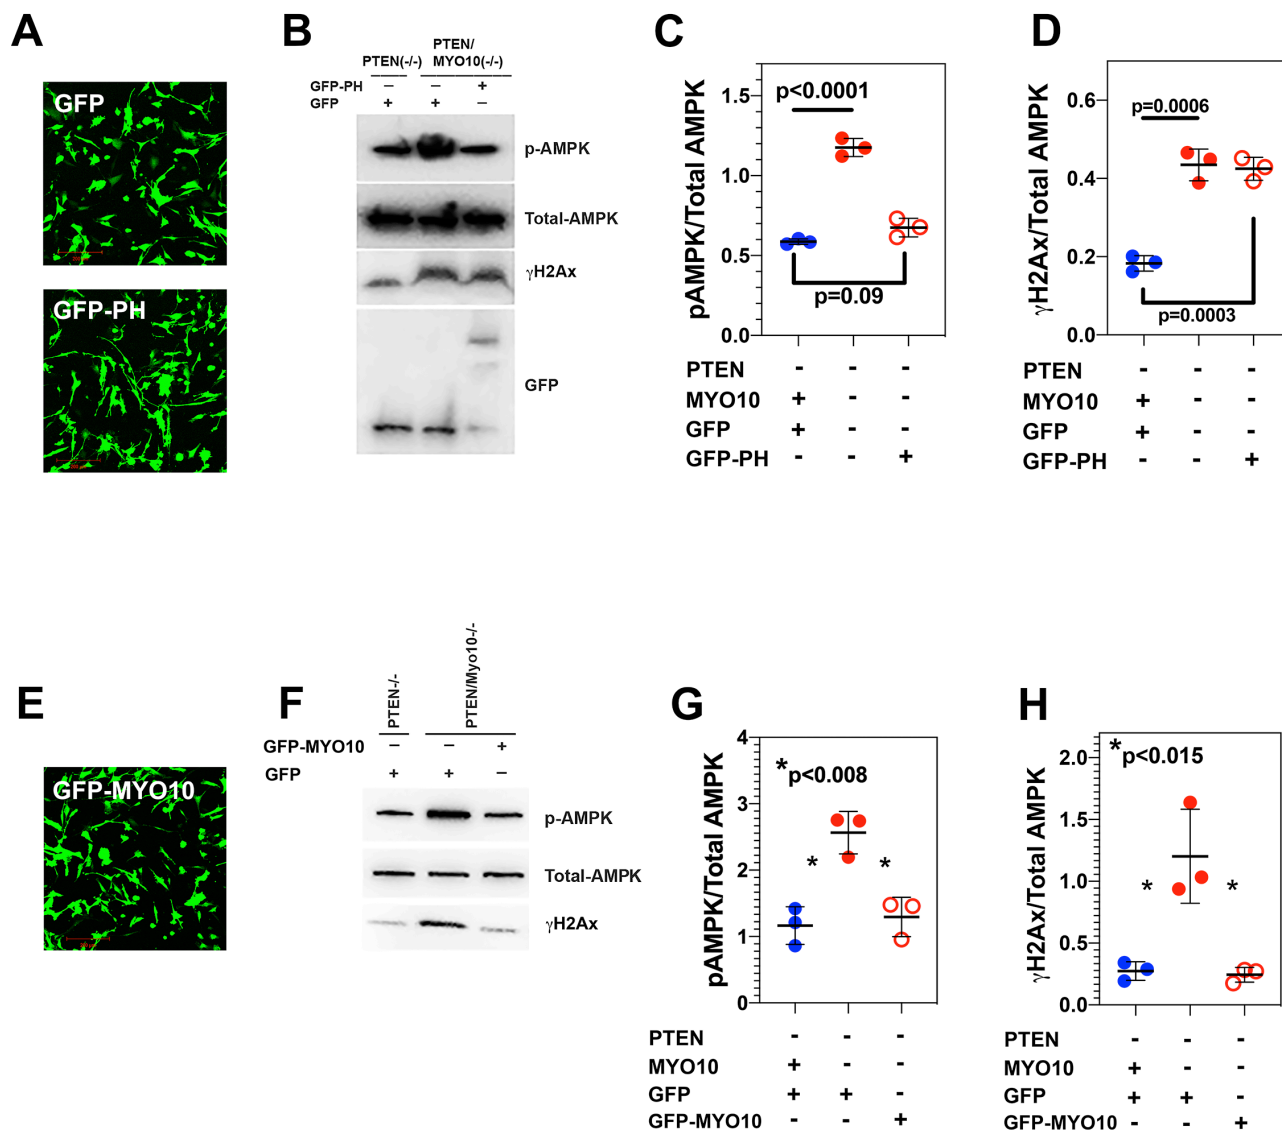 A
GFP
GFP-PH
B
PTEN(-/-)
PTEN/
MYO10(-/-)
GFP-PH – – +
GFP + + –
p-AMPK
Total-AMPK
γH2Ax
GFP
C
pAMPK/Total AMPK
1.5
1.0
0.5
0.0
p<0.0001
p=0.09
PTEN - - -
MYO10 + - -
GFP + - -
GFP-PH - - +
D
γH2Ax/Total AMPK
0.6
0.4
0.2
0.0
p=0.0006
p=0.0003
PTEN - - -
MYO10 + - -
GFP + - -
GFP-PH - - +
E
GFP-MYO10
F
PTEN-/-
PTEN/Myo10-/-
GFP-MYO10 – – +
GFP + + –
p-AMPK
Total-AMPK
γH2Ax
G
pAMPK/Total AMPK
4
3
2
1
0
*p<0.008
* *
PTEN - - -
MYO10 + - -
GFP + + -
GFP-MYO10 - - +
H
γH2Ax/Total AMPK
2.0
1.5
1.0
0.5
0.0
*p<0.015
* *
PTEN - - -
MYO10 + - -
GFP + + -
GFP-MYO10 - - +